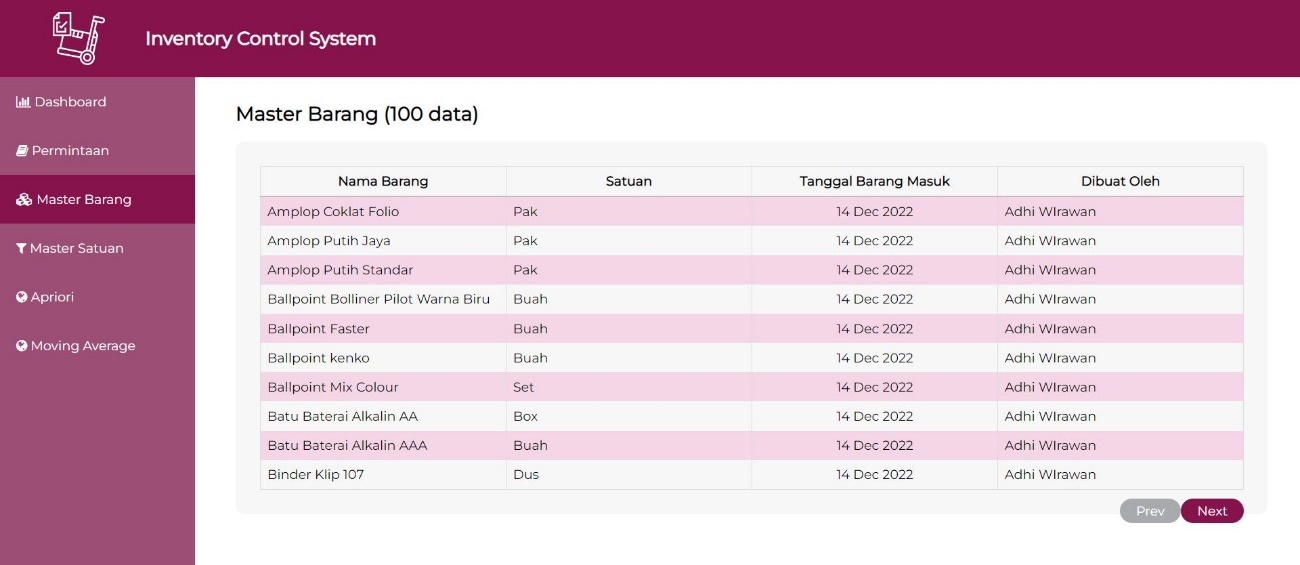 Inventory Control System
Dashboard
Permintaan
Master Barang
Master Satuan
Apriori
Moving Average
Master Barang (100 data)
Nama Barang Satuan Tanggal Barang Masuk Dibuat Oleh
Amplop Coklat Folio Pak 14 Dec 2022 Adhi WIrawan
Amplop Putih Jaya Pak 14 Dec 2022 Adhi WIrawan
Amplop Putih Standar Pak 14 Dec 2022 Adhi WIrawan
Ballpoint Bolliner Pilot Warna Biru Buah 14 Dec 2022 Adhi WIrawan
Ballpoint Faster Buah 14 Dec 2022 Adhi WIrawan
Ballpoint kenko Buah 14 Dec 2022 Adhi WIrawan
Ballpoint Mix Colour Set 14 Dec 2022 Adhi WIrawan
Batu Baterai Alkalin AA Box 14 Dec 2022 Adhi WIrawan
Batu Baterai Alkalin AAA Buah 14 Dec 2022 Adhi WIrawan
Binder Klip 107 Dus 14 Dec 2022 Adhi WIrawan
Prev Next